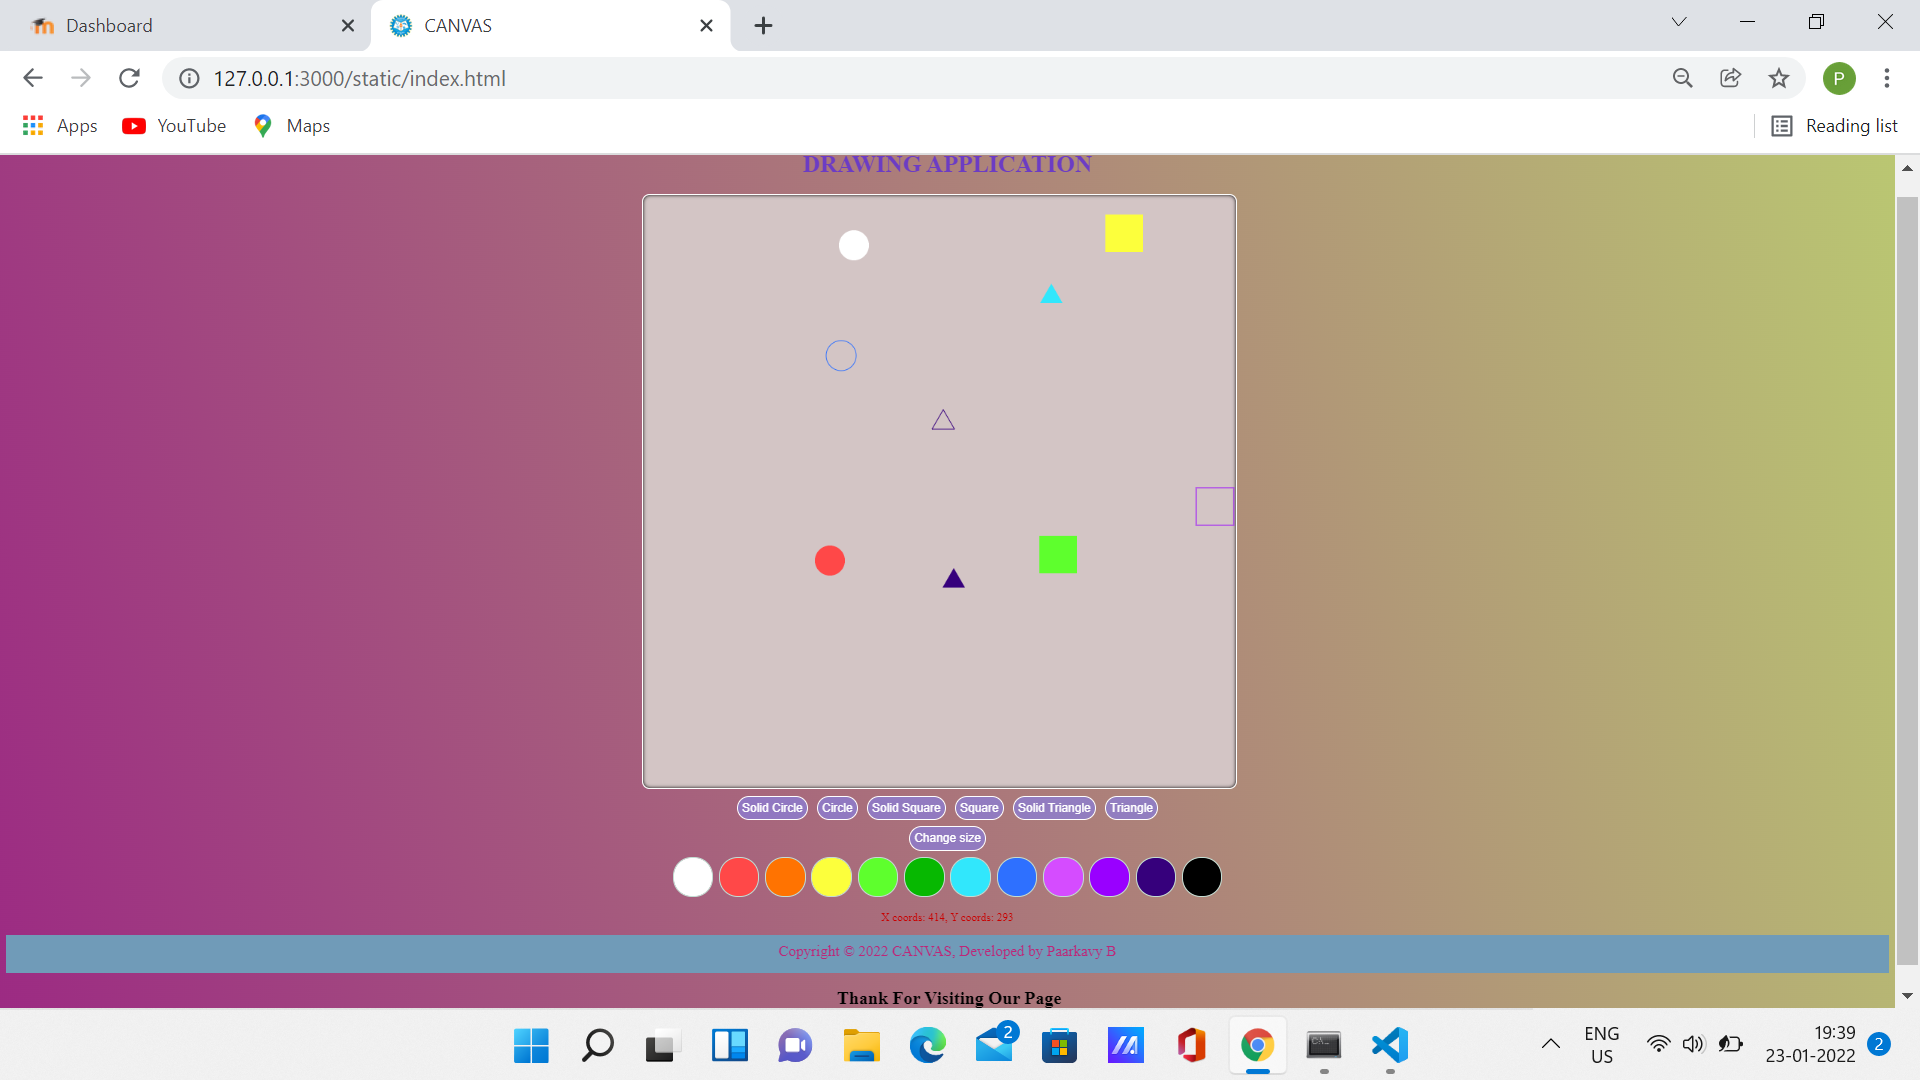 Dashboard
CANVAS
127.0.0.1:3000/static/index.html
P
Apps
YouTube
Maps
Reading list
DRAWING APPLICATION
Solid Circle
Circle
Solid Square
Square
Solid Triangle
Triangle
Change size
X coords: 414, Y coords: 293
Copyright © 2022 CANVAS, Developed by Paarkavy B
Thank For Visiting Our Page
2
ENG
US
19:39
23-01-2022
2